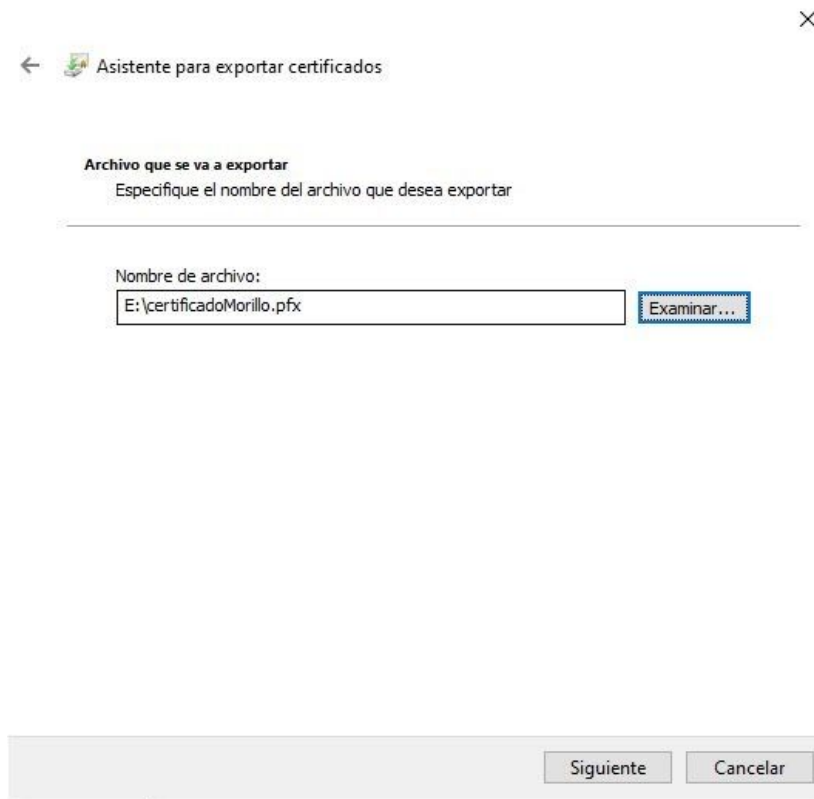 Asistente para exportar certificados
Archivo que se va a exportar
Especifique el nombre del archivo que desea exportar
Nombre de archivo:
E:\certificadoMorillo.pfx
Examinar...
Siguiente
Cancelar